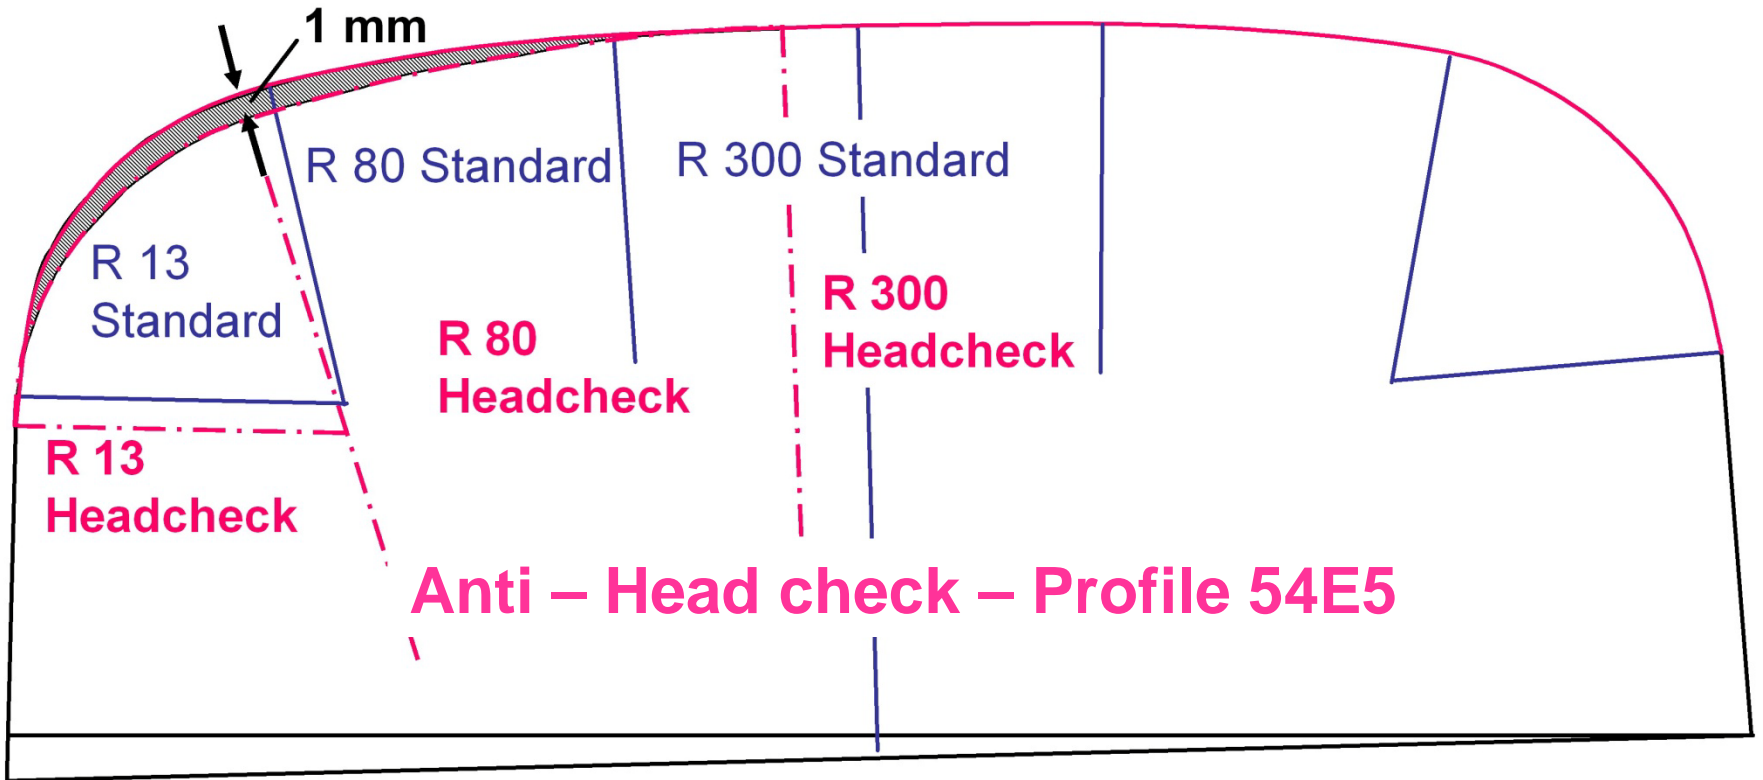 1 mm
R 80 Standard
R 300 Standard
R 13
Standard
R 300
Headcheck
R 80
Headcheck
R 13
Headcheck
Anti – Head check – Profile 54E5